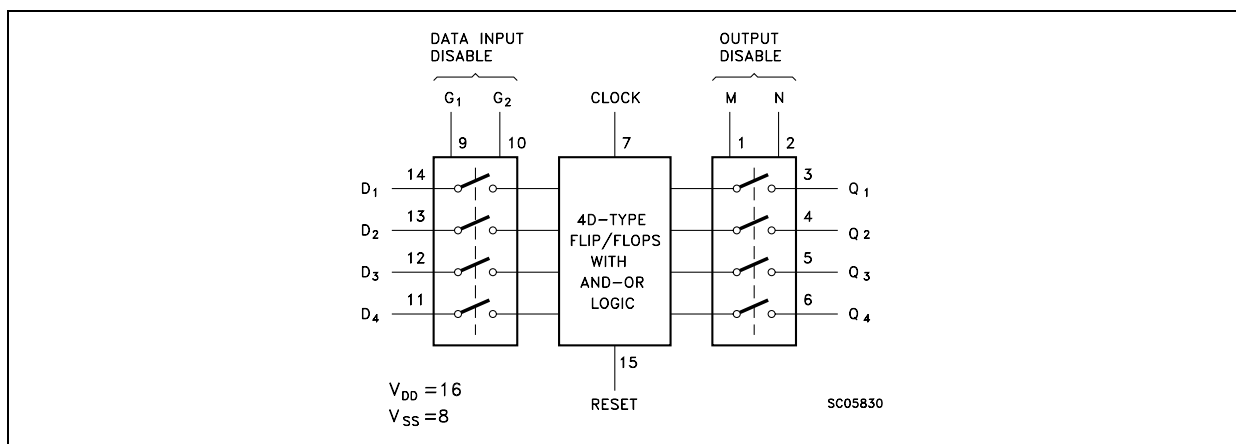 DATA INPUT
DISABLE
OUTPUT
DISABLE
G1 G2 CLOCK M N
9 10 7 1 2
D1 14 3 Q1
D2 13 4 Q2
D3 12 5 Q3
D4 11 6 Q4
4D-TYPE
FLIP/FLOPS
WITH
AND-OR
LOGIC
15
RESET
VDD =16
VSS =8
SC05830